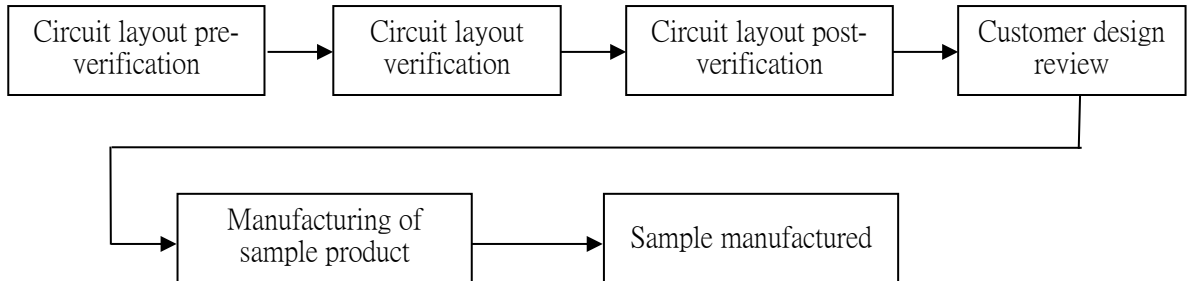 Circuit layout pre-
verification
Circuit layout
verification
Circuit layout post-
verification
Customer design
review
Manufacturing of
sample product
Sample manufactured